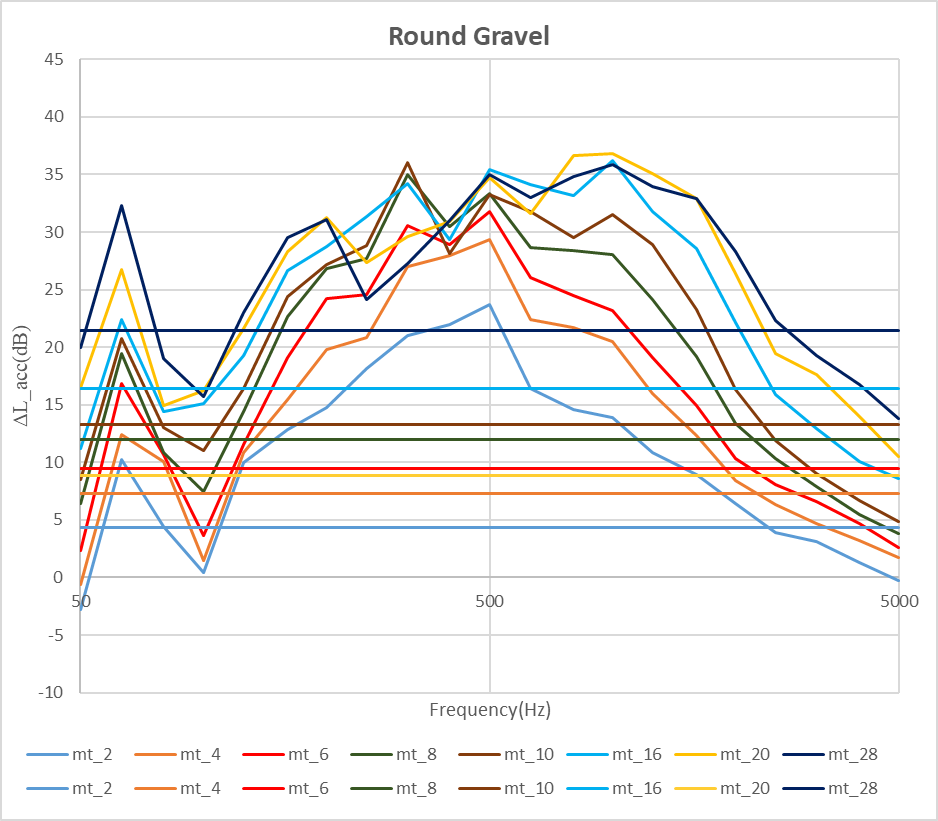 Round Gravel
45
40
35
30
25
20
15
10
5
0
-5
-10
ΔL_acc(dB)
50 500 5000
Frequency(Hz)
mt_2 mt_4 mt_6 mt_8 mt_10 mt_16 mt_20 mt_28
mt_2 mt_4 mt_6 mt_8 mt_10 mt_16 mt_20 mt_28